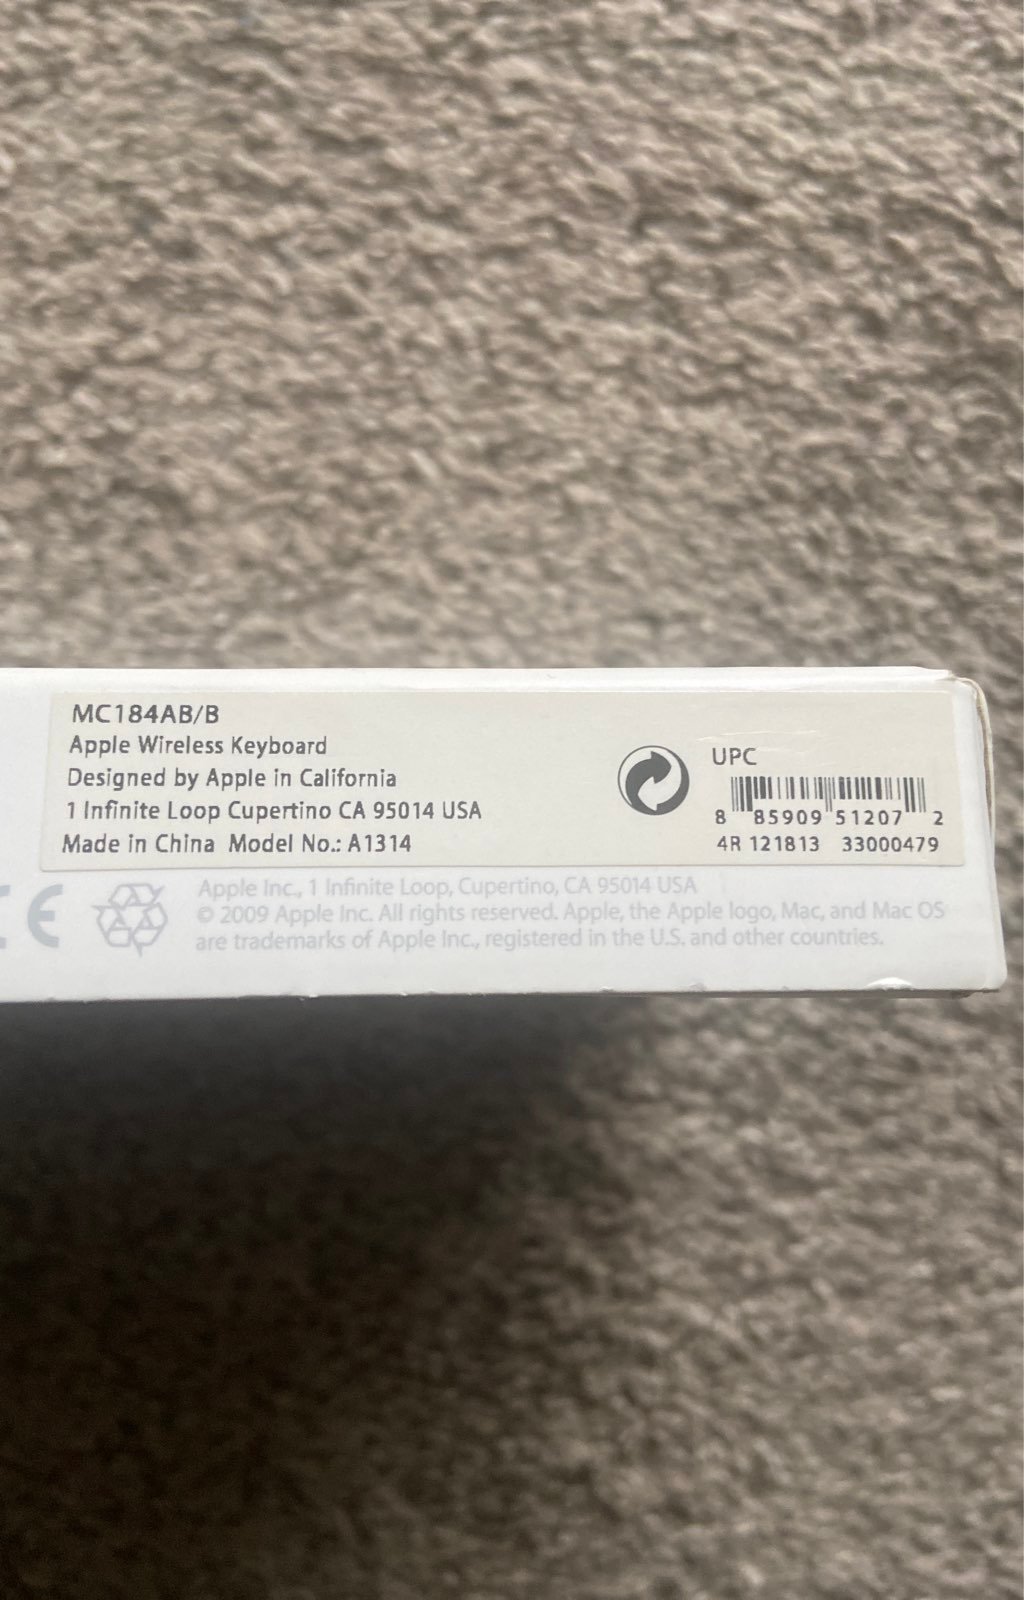 MC184AB/B
Apple Wireless Keyboard
Designed by Apple in California
1 Infinite Loop Cupertino CA 95014 USA
Made in China Model No.: A1314
UPC
8 85909 51207 2
4R 121813 33000479
CE
Apple Inc., 1 Infinite Loop, Cupertino, CA 95014 USA
© 2009 Apple Inc. All rights reserved. Apple, the Apple logo, Mac, and Mac OS
are trademarks of Apple Inc., registered in the U.S. and other countries.